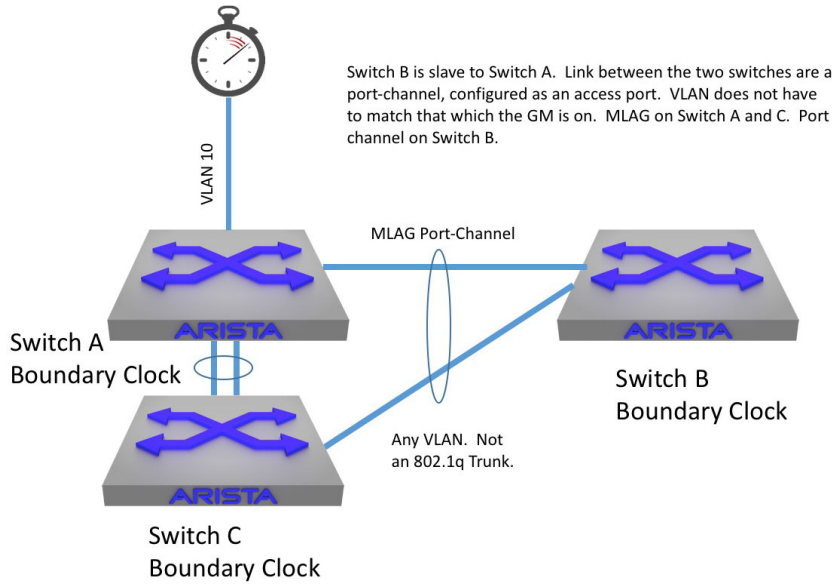 Switch B is slave to Switch A. Link between the two switches are a
port-channel, configured as an access port. VLAN does not have
to match that which the GM is on. MLAG on Switch A and C. Port
channel on Switch B.
VLAN 10
MLAG Port-Channel
ARISTA
ARISTA
Switch A
Boundary Clock
Switch B
Boundary Clock
Any VLAN. Not
an 802.1q Trunk.
ARISTA
Switch C
Boundary Clock